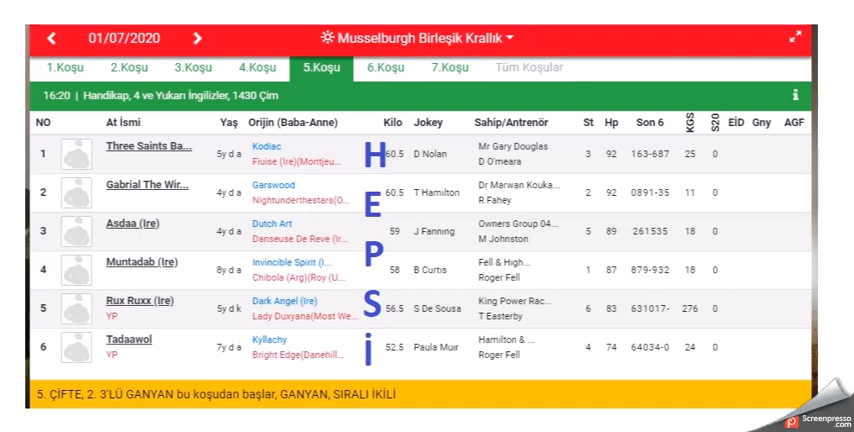 01/07/2020 Musselburgh Birleşik Krallık
1.Koşu 2.Koşu 3.Koşu 4.Koşu 5.Koşu 6.Koşu 7.Koşu Tüm Koşular
16:20 | Handikap, 4 ve Yukarı İngilizler, 1430 Çim
NO At İsmi Yaş Orijin (Baba-Anne) Kilo Jokey Sahip/Antrenör St Hp Son 6 KGS S20 EİD Gny AGF
1 Three Saints Ba... 5y d a Kodiac 60.5 D Nolan Mr Gary Douglas 3 92 163-687 25 0
Fiuise (Ire)(Montjeu... D O'meara
2 Gabrial The Wir... 4y d a Garswood 60.5 T Hamılton Dr Marwan Kouka... 2 92 0891-35 11 0
Nightunderthestars(O... R Fahey
3 Asdaa (Ire) 4y d a Dutch Art 59 J Fannıng Owners Group 04... 5 89 261535 18 0
Danseuse De Reve (Ir... M Johnston
4 Muntadab (Ire) 8y d a Invincible Spirit (I... 58 B Curtıs Fell & Hıgh... 1 87 879-932 18 0
Chibola (Arg)(Roy (U... Roger Fell
5 Rux Ruxx (Ire) 5y d k Dark Angel (Ire) 56.5 S De Sousa King Power Rac... 6 83 631017- 276 0
YP Lady Duxyana(Most We... T Easterby
6 Tadaawol 7y d a Kyllachy 52.5 Paula Muır Hamilton & ... 4 74 64034-0 24 0
YP Bright Edge(Danehill... Roger Fell
H
E
P
S
İ
5. ÇİFTE, 2. 3'LÜ GANYAN bu koşudan başlar, GANYAN, SIRALI İKİLİ
Screenpresso
.com